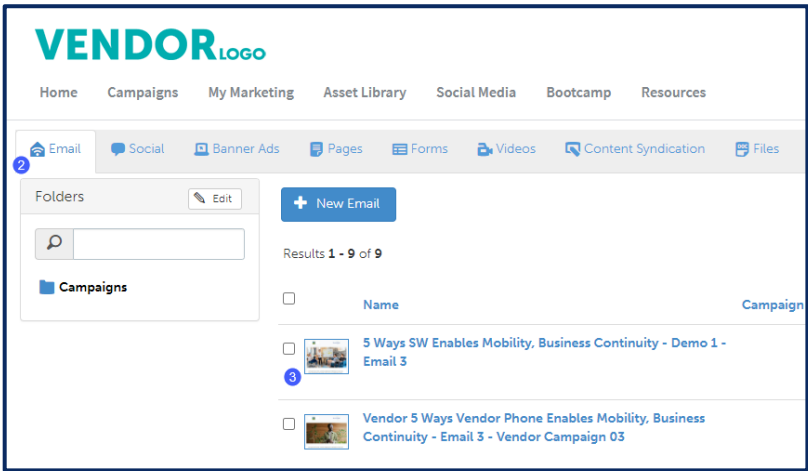 VENDOR LOGO
Home Campaigns My Marketing Asset Library Social Media Bootcamp Resources
Email Social Banner Ads Pages Forms Videos Content Syndication Files
2
Folders Edit
New Email
Results 1 - 9 of 9
Campaigns
Name Campaign
5 Ways SW Enables Mobility, Business Continuity - Demo 1 -
Email 3
3
Vendor 5 Ways Vendor Phone Enables Mobility, Business
Continuity - Email 3 - Vendor Campaign 03